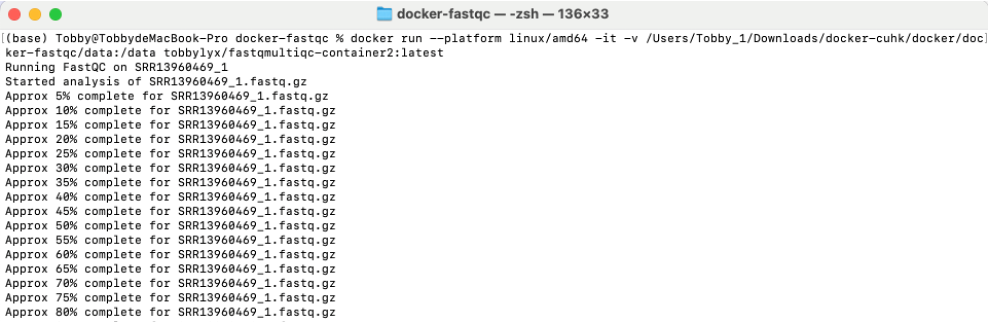 docker-fastqc — -zsh — 136×33
(base) Tobby@TobbydeMacBook-Pro docker-fastqc % docker run --platform linux/amd64 -it -v /Users/Tobby_1/Downloads/docker-cuhk/docker/doc
ker-fastqc/data:/data tobbylyx/fastqmultiqc-container2:latest
Running FastQC on SRR13960469_1
Started analysis of SRR13960469_1.fastq.gz
Approx 5% complete for SRR13960469_1.fastq.gz
Approx 10% complete for SRR13960469_1.fastq.gz
Approx 15% complete for SRR13960469_1.fastq.gz
Approx 20% complete for SRR13960469_1.fastq.gz
Approx 25% complete for SRR13960469_1.fastq.gz
Approx 30% complete for SRR13960469_1.fastq.gz
Approx 35% complete for SRR13960469_1.fastq.gz
Approx 40% complete for SRR13960469_1.fastq.gz
Approx 45% complete for SRR13960469_1.fastq.gz
Approx 50% complete for SRR13960469_1.fastq.gz
Approx 55% complete for SRR13960469_1.fastq.gz
Approx 60% complete for SRR13960469_1.fastq.gz
Approx 65% complete for SRR13960469_1.fastq.gz
Approx 70% complete for SRR13960469_1.fastq.gz
Approx 75% complete for SRR13960469_1.fastq.gz
Approx 80% complete for SRR13960469_1.fastq.gz